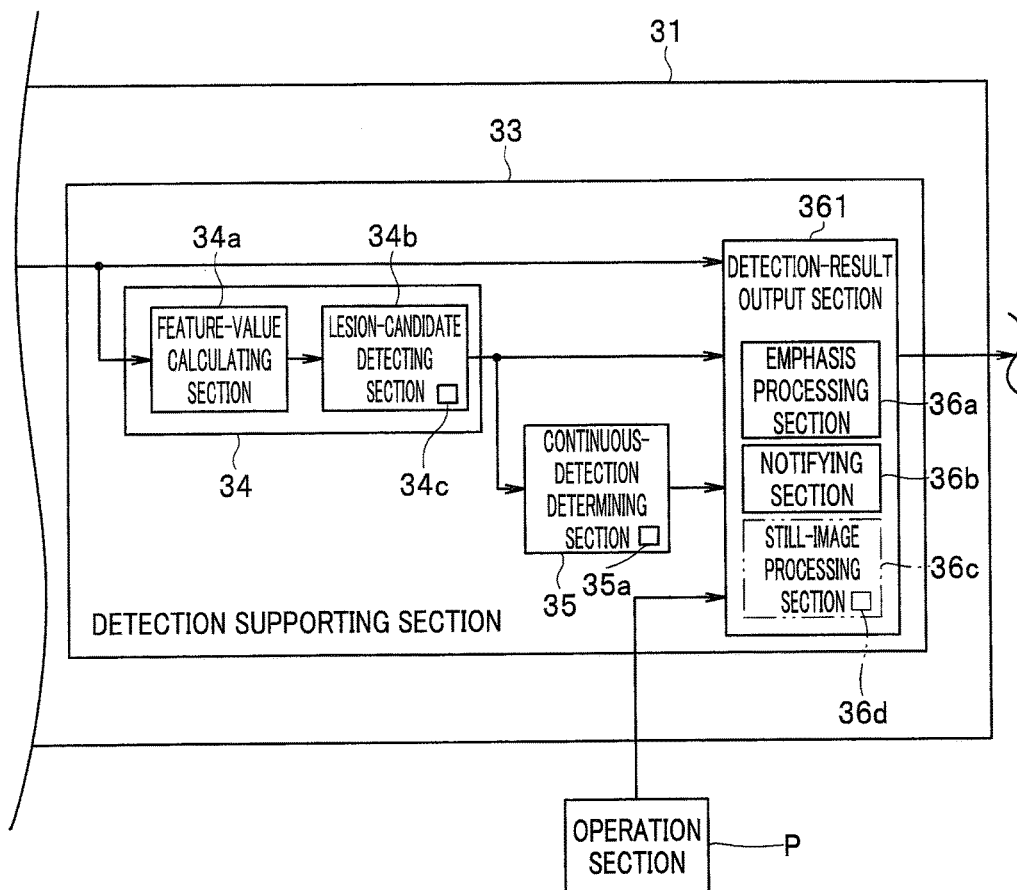 31
33
361
34a
34b
DETECTION-RESULT
OUTPUT SECTION
FEATURE-VALUE
CALCULATING
SECTION
LESION-CANDIDATE
DETECTING
SECTION
EMPHASIS
PROCESSING
SECTION
36a
34
34c
CONTINUOUS-
DETECTION
DETERMINING
SECTION
NOTIFYING
SECTION
36b
STILL-IMAGE
PROCESSING
SECTION
36c
35
35a
DETECTION SUPPORTING SECTION
36d
OPERATION
SECTION
P